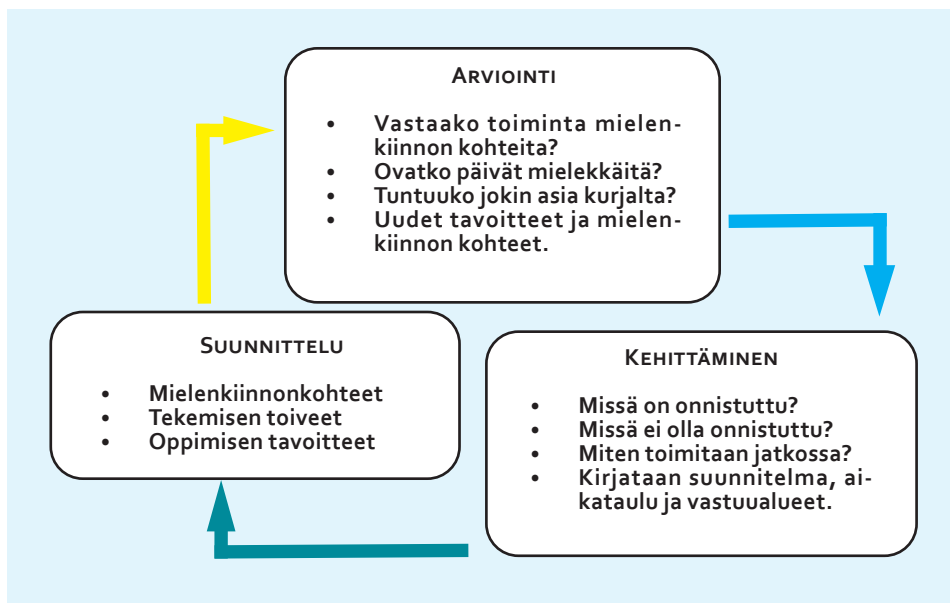 ARVIOINTI
• Vastaako toiminta mielen-
kiinnon kohteita?
• Ovatko päivät mielekkäitä?
• Tuntuuko jokin asia kurjalta?
• Uudet tavoitteet ja mielen-
kiinnon kohteet.
SUUNNITTELU
• Mielenkiinnonkohteet
• Tekemisen toiveet
• Oppimisen tavoitteet
KEHITTÄMINEN
• Missä on onnistuttu?
• Missä ei olla onnistuttu?
• Miten toimitaan jatkossa?
• Kirjataan suunnitelma, ai-
kataulu ja vastuualueet.